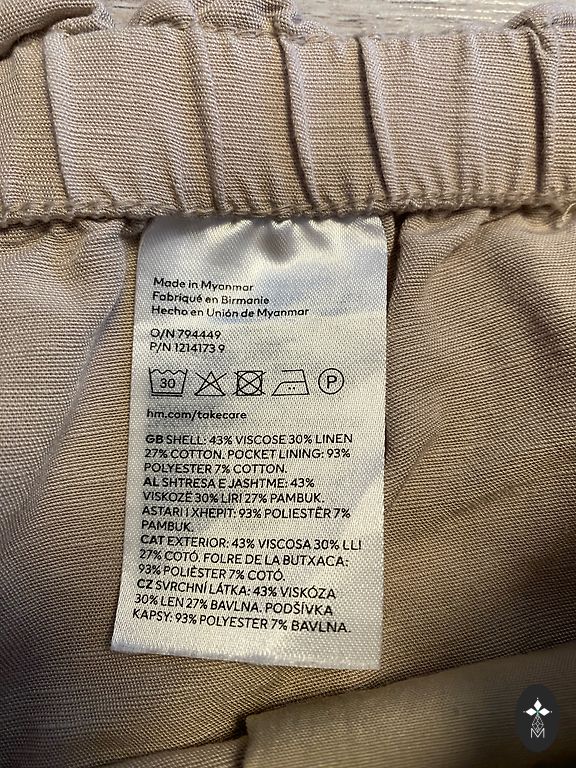 Made in Myanmar
Fabriqué en Birmanie
Hecho en Unión de Myanmar
O/N 794449
P/N 1214173 9
30
P
hm.com/takecare
GB SHELL: 43% VISCOSE 30% LINEN
27% COTTON. POCKET LINING: 93%
POLYESTER 7% COTTON.
AL SHTRESA E JASHTME: 43%
VISKOZË 30% LIRI 27% PAMBUK.
ASTARI I XHEPIT: 93% POLIESTËR 7%
PAMBUK.
CAT EXTERIOR: 43% VISCOSA 30% LLI
27% COTÓ. FOLRE DE LA BUTXACA:
93% POLIÈSTER 7% COTÓ.
CZ SVRCHNÍ LÁTKA: 43% VISKÓZA
30% LEN 27% BAVLNA. PODŠÍVKA
KAPSY: 93% POLYESTER 7% BAVLNA.
M